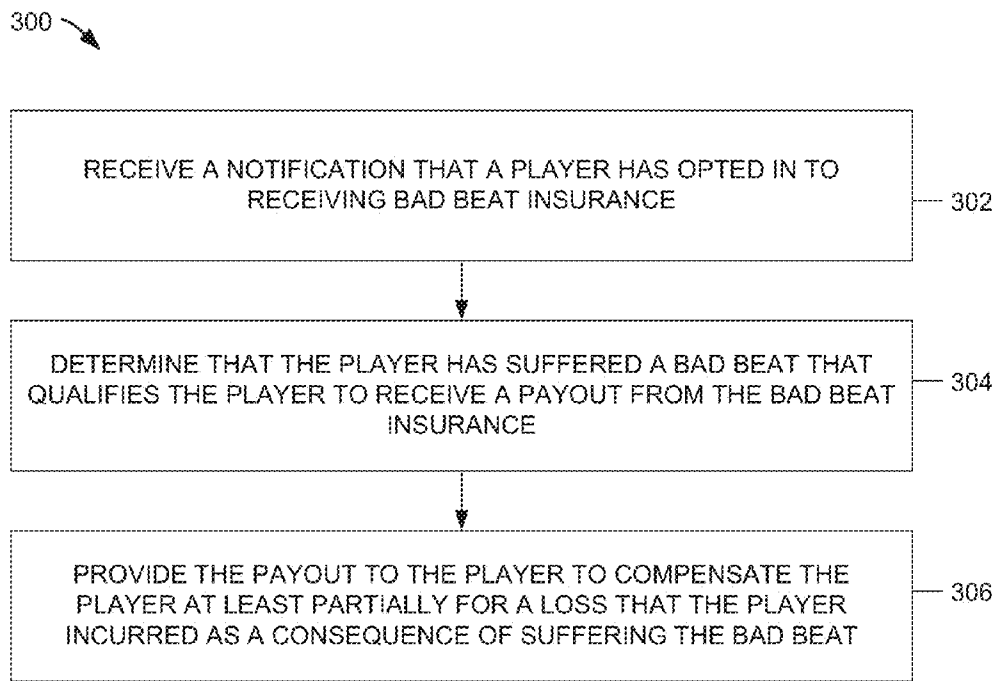 300
RECEIVE A NOTIFICATION THAT A PLAYER HAS OPTED IN TO
RECEIVING BAD BEAT INSURANCE
302
DETERMINE THAT THE PLAYER HAS SUFFERED A BAD BEAT THAT
QUALIFIES THE PLAYER TO RECEIVE A PAYOUT FROM THE BAD BEAT
INSURANCE
304
PROVIDE THE PAYOUT TO THE PLAYER TO COMPENSATE THE
PLAYER AT LEAST PARTIALLY FOR A LOSS THAT THE PLAYER
INCURRED AS A CONSEQUENCE OF SUFFERING THE BAD BEAT
306